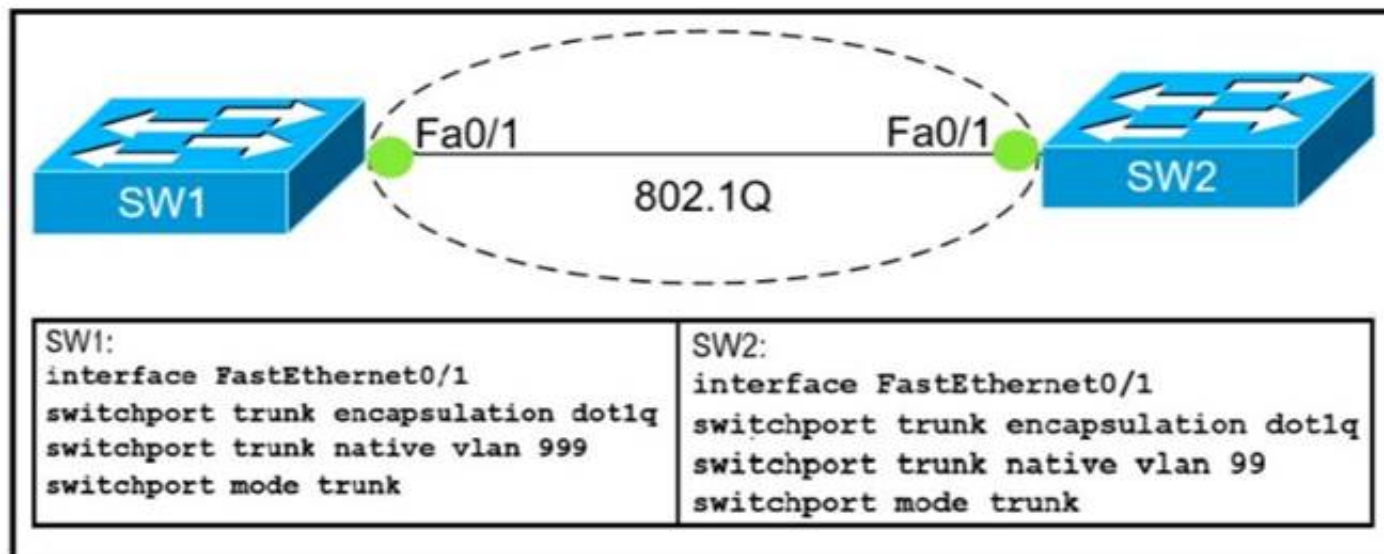 Fa0/1
Fa0/1
SW1
802.1Q
SW2
SW1:
interface FastEthernet0/1
switchport trunk encapsulation dot1q
switchport trunk native vlan 999
switchport mode trunk
SW2:
interface FastEthernet0/1
switchport trunk encapsulation dot1q
switchport trunk native vlan 99
switchport mode trunk